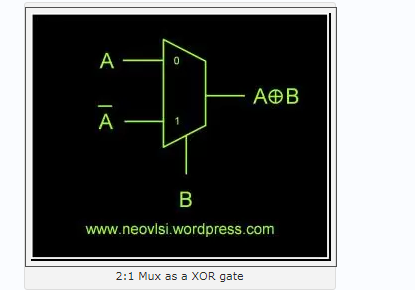 A
0
A⊕B
A̅
1
B
www.neovlsi.wordpress.com
2:1 Mux as a XOR gate